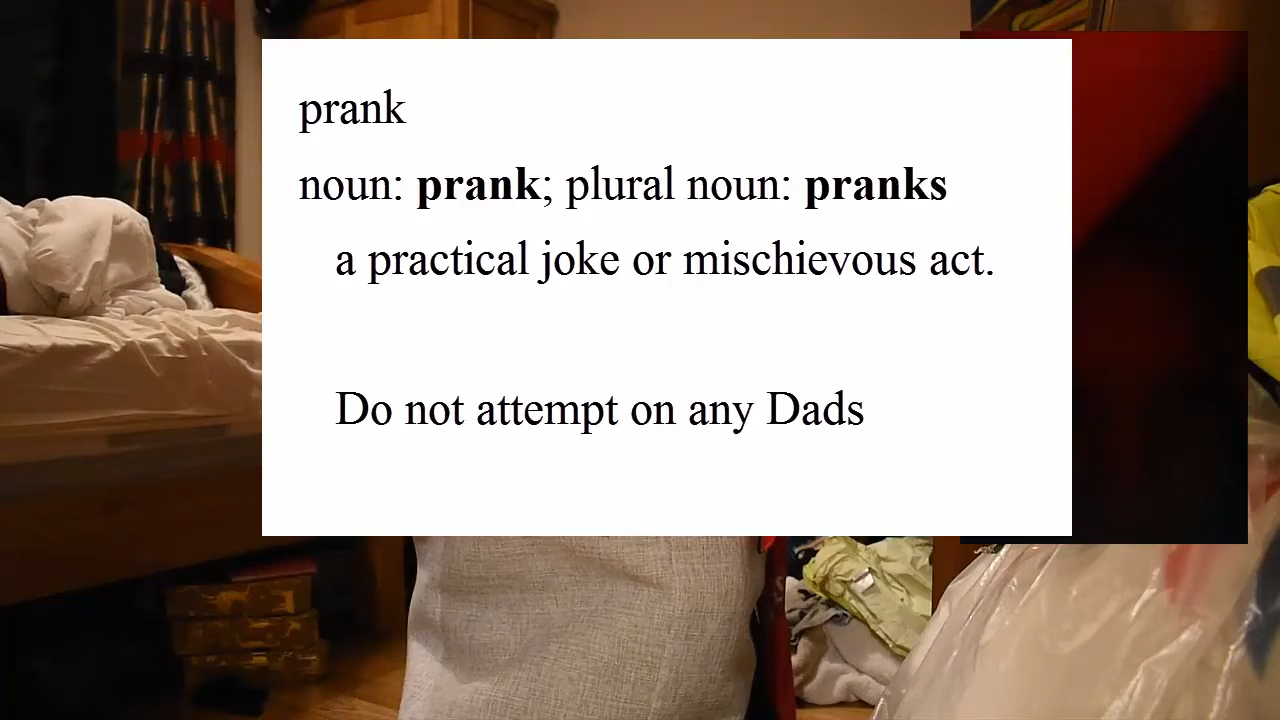 prank
noun: prank; plural noun: pranks
a practical joke or mischievous act.
Do not attempt on any Dads